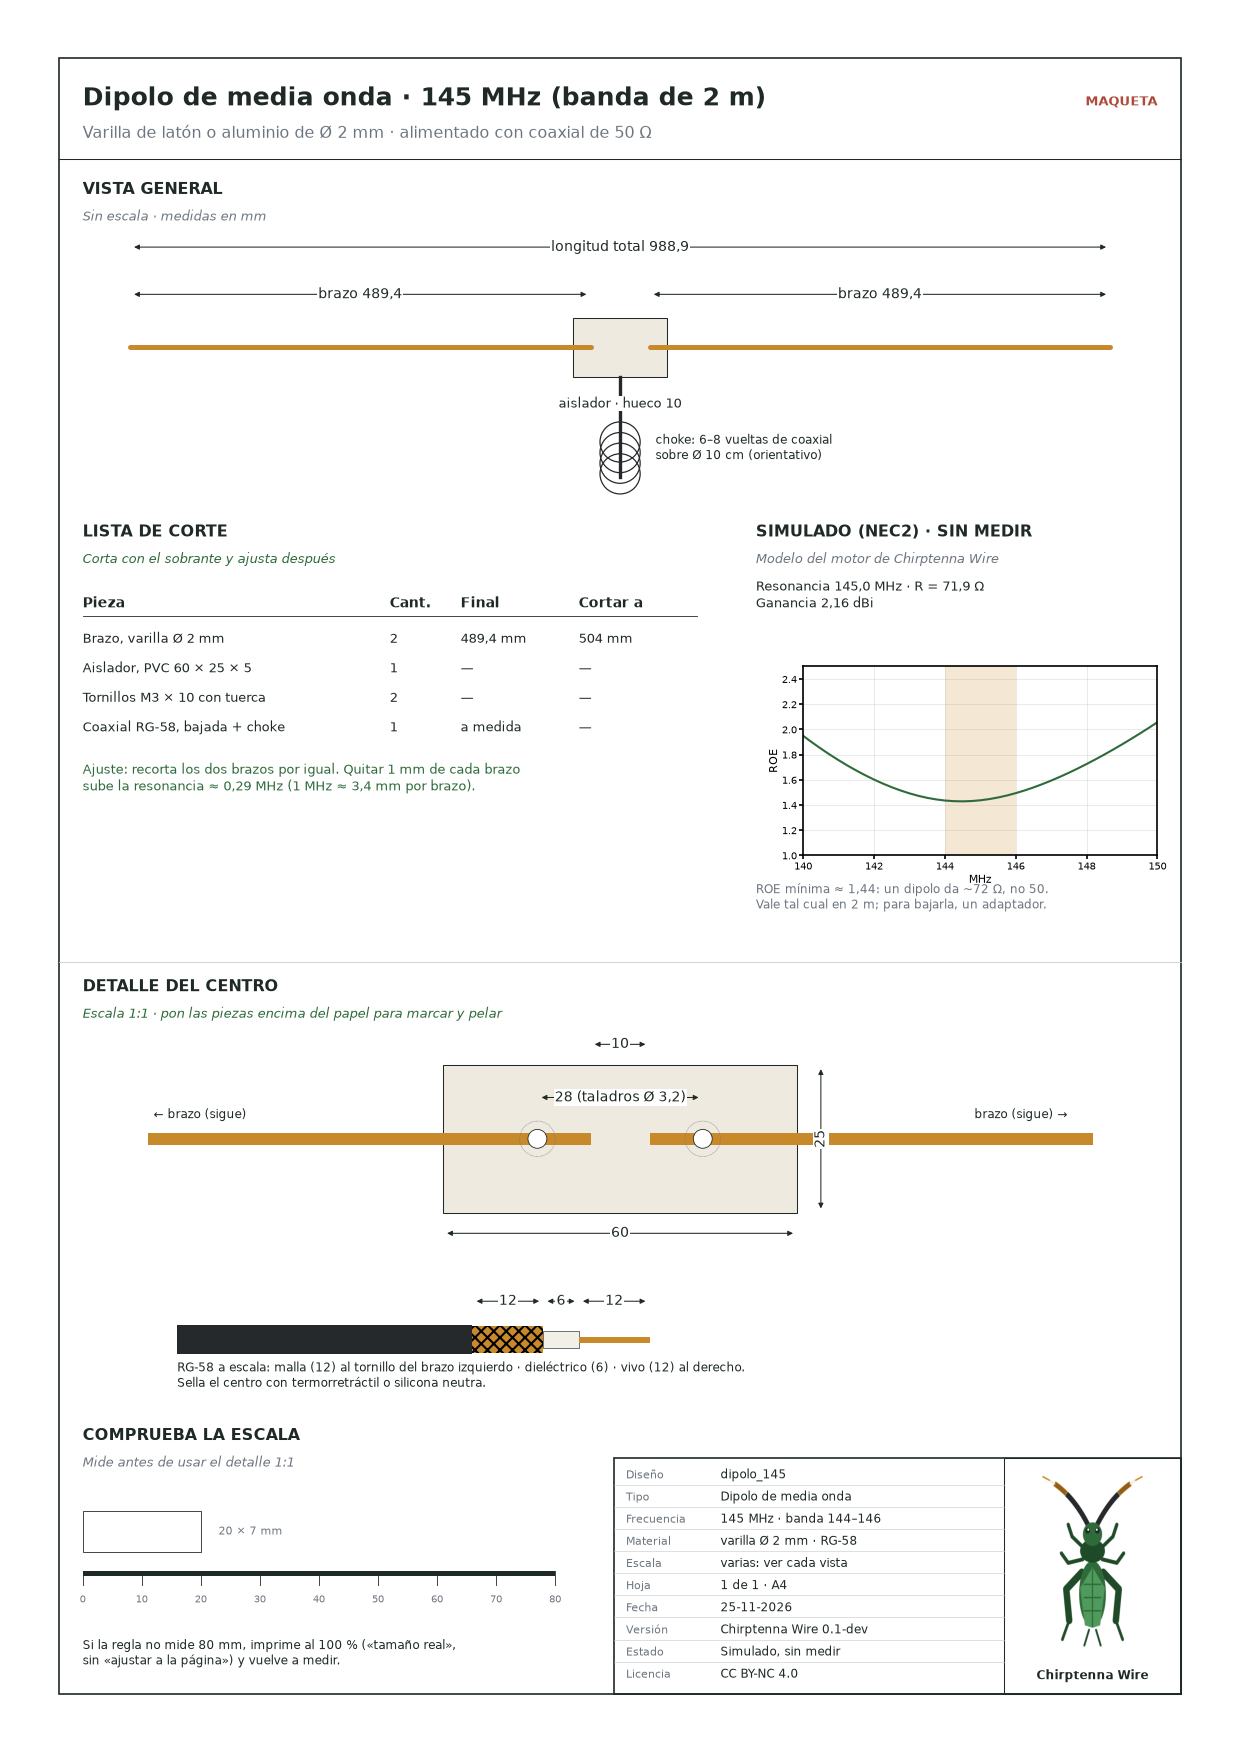 Dipolo de media onda · 145 MHz (banda de 2 m)
MAQUETA
Varilla de latón o aluminio de Ø 2 mm · alimentado con coaxial de 50 Ω
VISTA GENERAL
Sin escala · medidas en mm
longitud total 988,9
brazo 489,4
brazo 489,4
aislador · hueco 10
choke: 6–8 vueltas de coaxial
sobre Ø 10 cm (orientativo)
LISTA DE CORTE
Corta con el sobrante y ajusta después
Pieza Cant. Final Cortar a
Brazo, varilla Ø 2 mm 2 489,4 mm 504 mm
Aislador, PVC 60 × 25 × 5 1 — —
Tornillos M3 × 10 con tuerca 2 — —
Coaxial RG-58, bajada + choke 1 a medida —
Ajuste: recorta los dos brazos por igual. Quitar 1 mm de cada brazo
sube la resonancia ≈ 0,29 MHz (1 MHz ≈ 3,4 mm por brazo).
SIMULADO (NEC2) · SIN MEDIR
Modelo del motor de Chirptenna Wire
Resonancia 145,0 MHz · R = 71,9 Ω
Ganancia 2,16 dBi
2.4
2.2
2.0
1.8
1.6
1.4
1.2
1.0
ROE
140 142 144 146 148 150
MHz
ROE mínima ≈ 1,44: un dipolo da ~72 Ω, no 50.
Vale tal cual en 2 m; para bajarla, un adaptador.
DETALLE DEL CENTRO
Escala 1:1 · pon las piezas encima del papel para marcar y pelar
10
28 (taladros Ø 3,2)
← brazo (sigue)
brazo (sigue) →
25
60
12 6 12
RG-58 a escala: malla (12) al tornillo del brazo izquierdo · dieléctrico (6) · vivo (12) al derecho.
Sella el centro con termorretráctil o silicona neutra.
COMPRUEBA LA ESCALA
Mide antes de usar el detalle 1:1
20 × 7 mm
0 10 20 30 40 50 60 70 80
Si la regla no mide 80 mm, imprime al 100 % («tamaño real»,
sin «ajustar a la página») y vuelve a medir.
Diseño dipolo_145
Tipo Dipolo de media onda
Frecuencia 145 MHz · banda 144–146
Material varilla Ø 2 mm · RG-58
Escala varias: ver cada vista
Hoja 1 de 1 · A4
Fecha 25-11-2026
Versión Chirptenna Wire 0.1-dev
Estado Simulado, sin medir
Licencia CC BY-NC 4.0
Chirptenna Wire